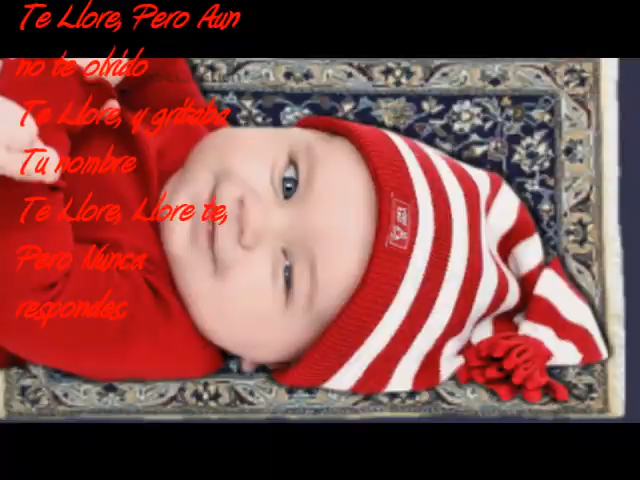 Te Llore, Pero Aun
no te olvido
Te Llore, y gritaba
Tu nombre
Te Llore, Llore te,
Pero Nunca
respondes